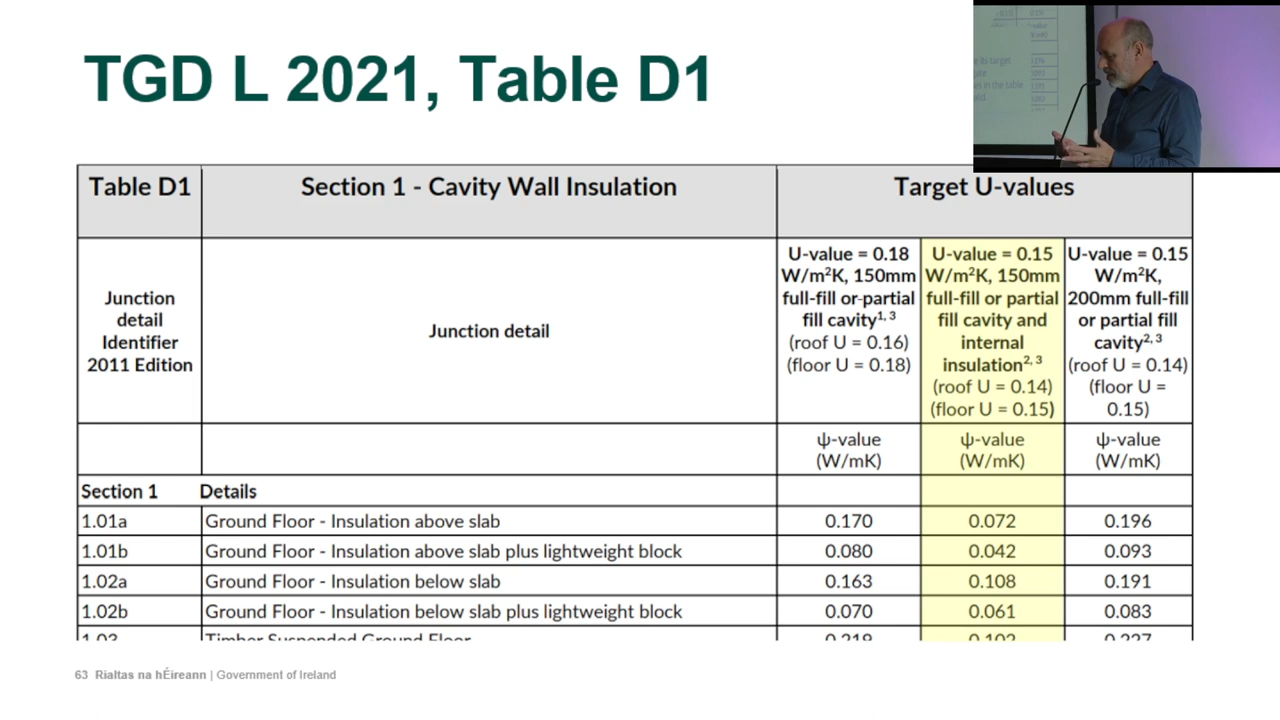 TGD L 2021, Table D1
Table D1
Section 1 - Cavity Wall Insulation
Target U-values
Junction
detail
Identifier
2011 Edition
Junction detail
U-value = 0.18
W/m²K, 150mm
full-fill or partial
fill cavity¹,³
(roof U = 0.16)
(floor U = 0.18)
U-value = 0.15
W/m²K, 150mm
full-fill or partial
fill cavity and
internal
insulation²,³
(roof U = 0.14)
(floor U = 0.15)
U-value = 0.15
W/m²K,
200mm full-fill
or partial fill
cavity²,³
(roof U = 0.14)
(floor U =
0.15)
ψ-value
(W/mK)
ψ-value
(W/mK)
ψ-value
(W/mK)
Section 1 Details
1.01a Ground Floor - Insulation above slab 0.170 0.072 0.196
1.01b Ground Floor - Insulation above slab plus lightweight block 0.080 0.042 0.093
1.02a Ground Floor - Insulation below slab 0.163 0.108 0.191
1.02b Ground Floor - Insulation below slab plus lightweight block 0.070 0.061 0.083
1.03 Timber Suspended Ground Floor
63 Rialtas na hÉireann | Government of Ireland